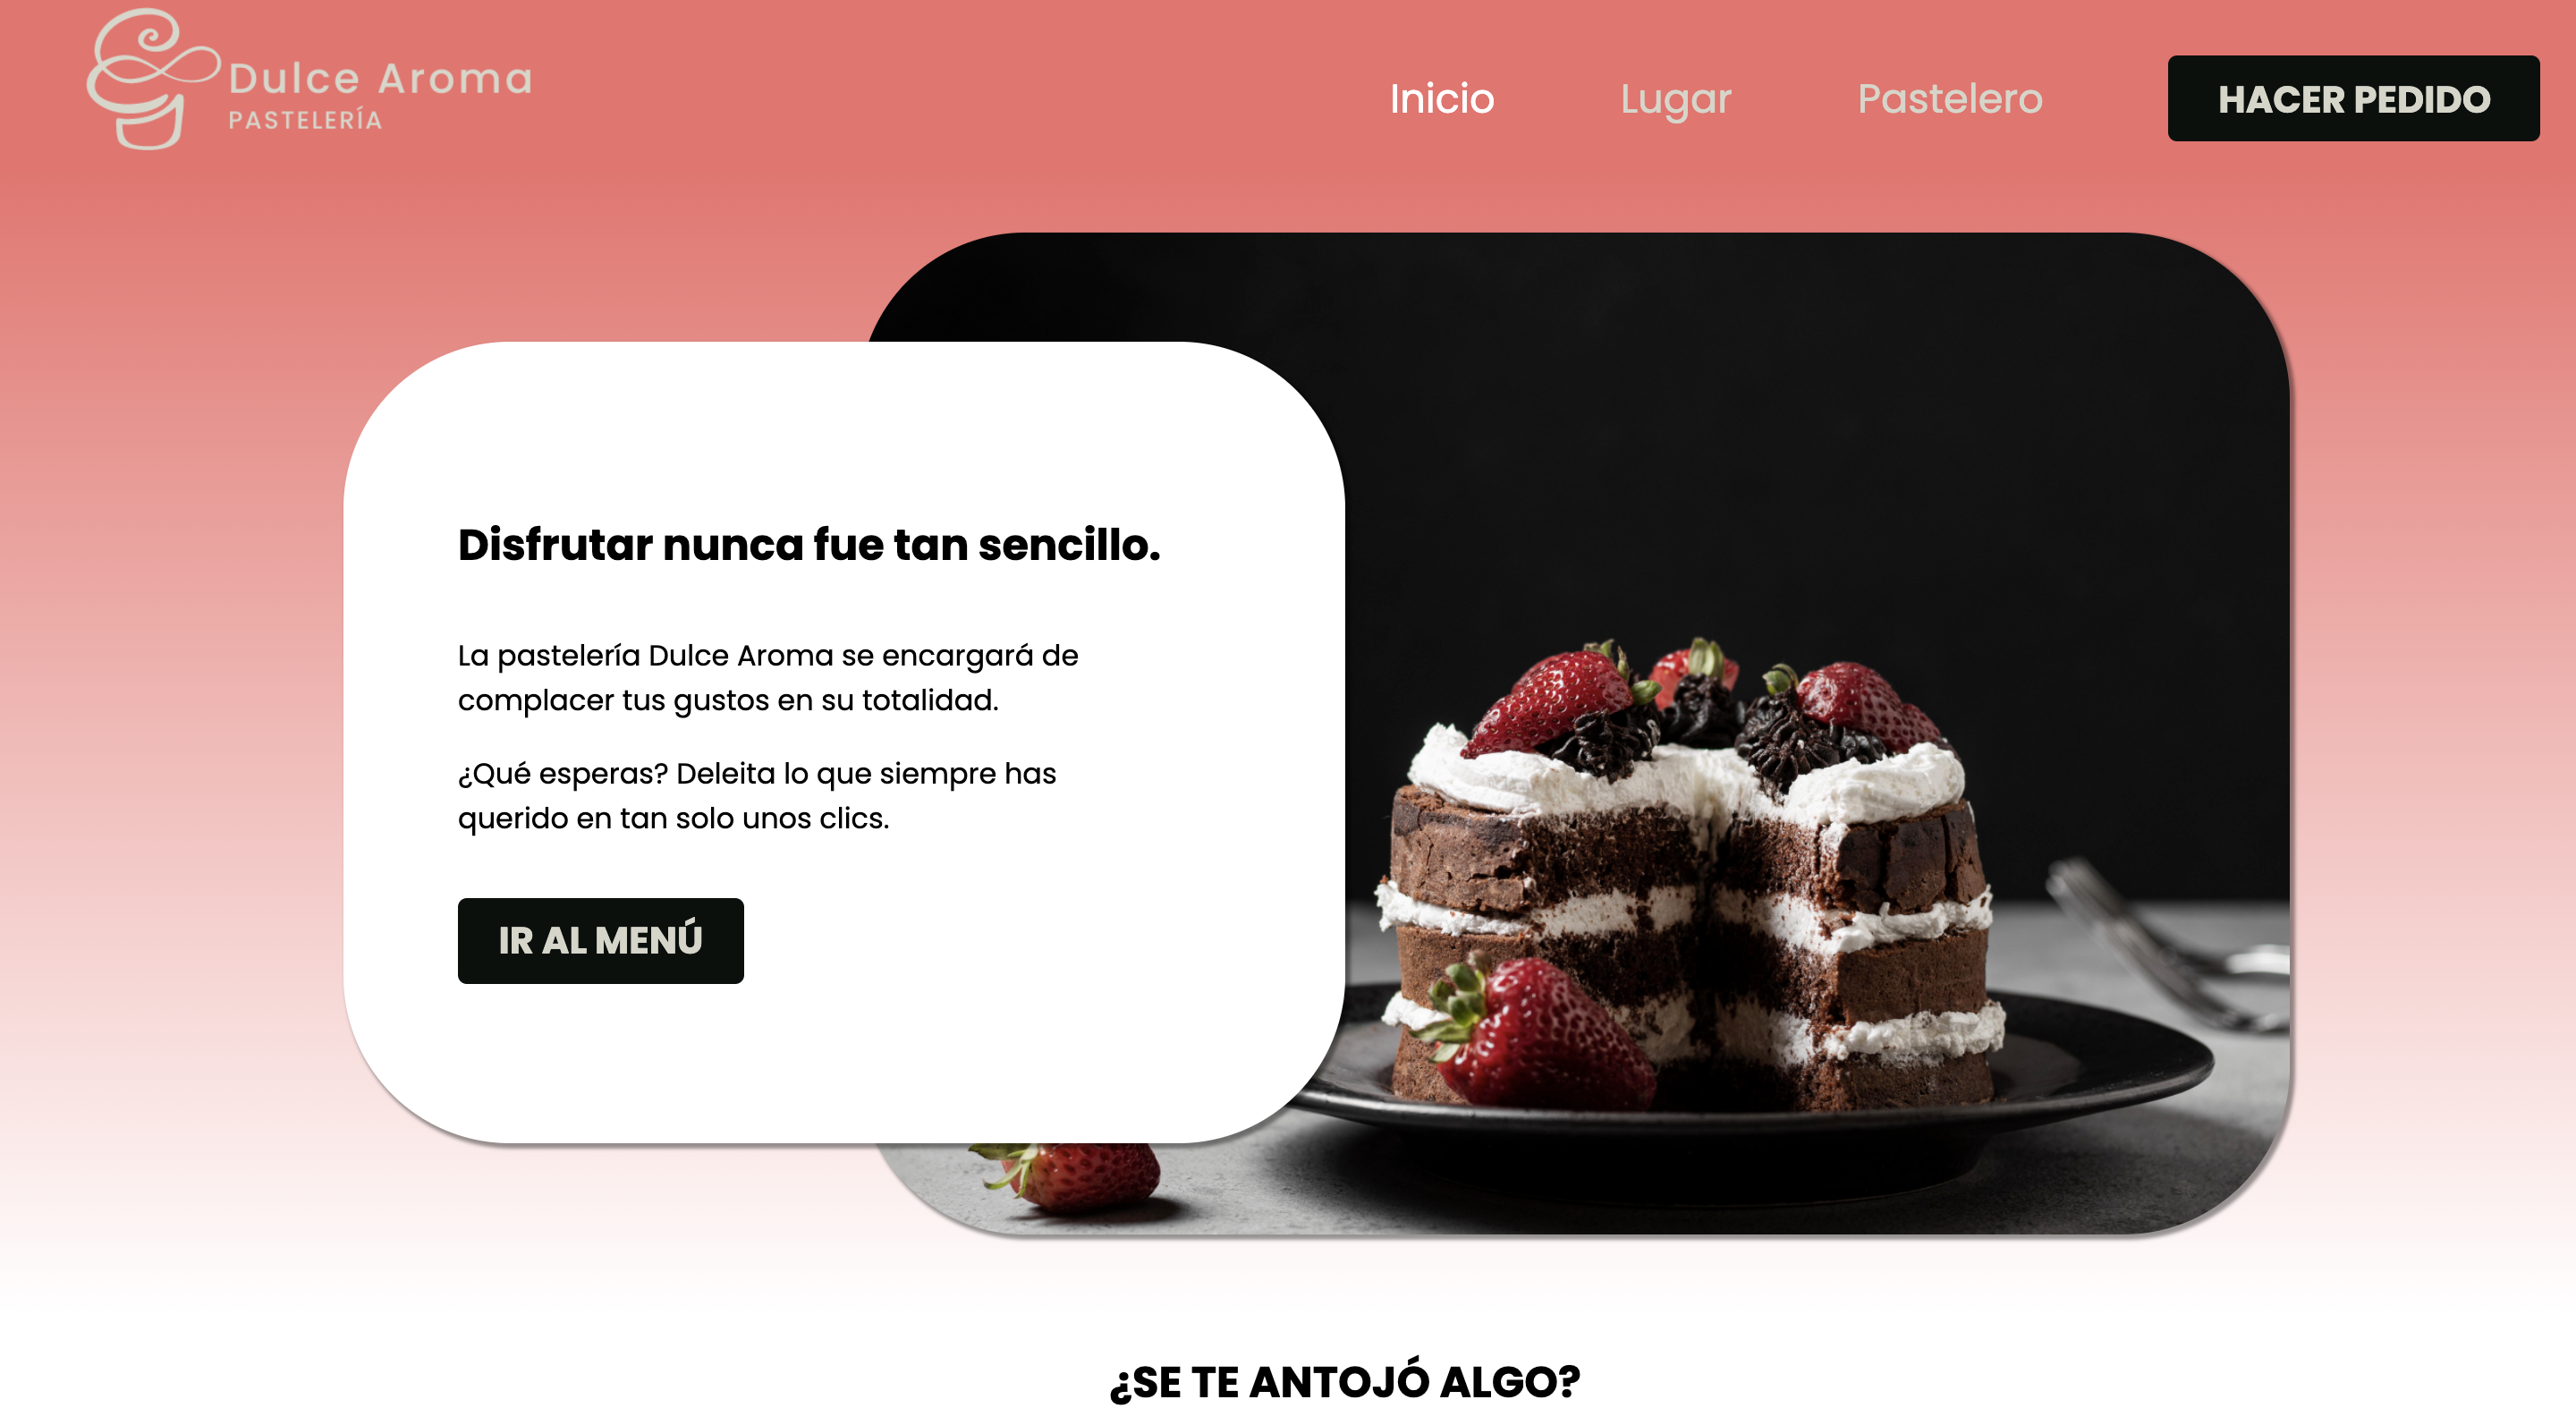 Dulce Aroma
PASTELERÍA
Inicio
Lugar
Pastelero
HACER PEDIDO
Disfrutar nunca fue tan sencillo.
La pastelería Dulce Aroma se encargará de
complacer tus gustos en su totalidad.
¿Qué esperas? Deleita lo que siempre has
querido en tan solo unos clics.
IR AL MENÚ
¿SE TE ANTOJÓ ALGO?